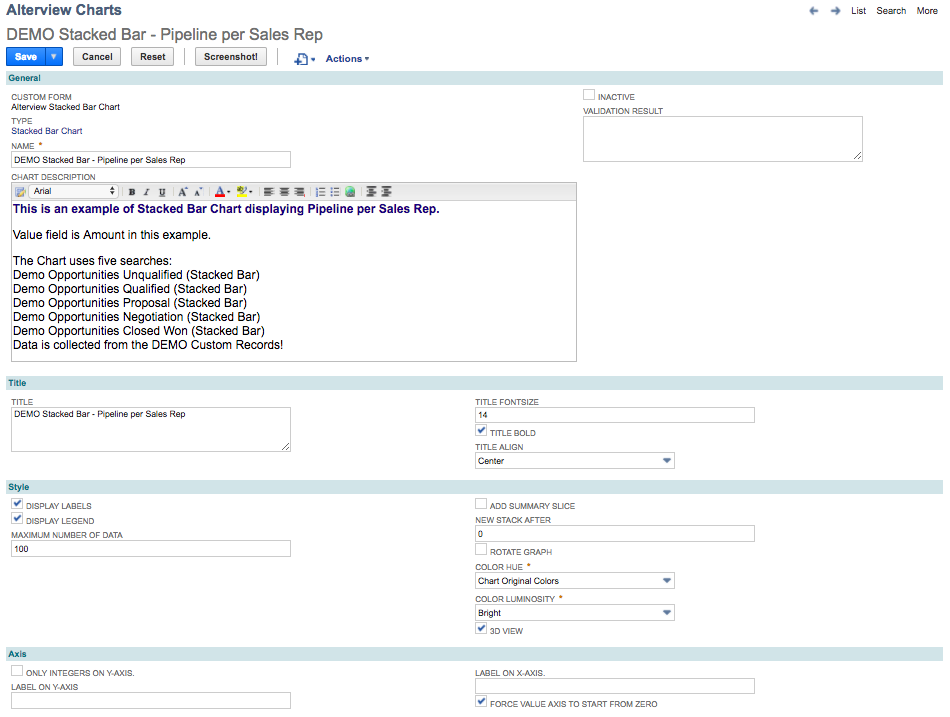 Alterview Charts
List Search More
DEMO Stacked Bar - Pipeline per Sales Rep
Save Cancel Reset Screenshot! Actions
General
CUSTOM FORM
Alterview Stacked Bar Chart
TYPE
Stacked Bar Chart
NAME *
DEMO Stacked Bar - Pipeline per Sales Rep
INACTIVE
VALIDATION RESULT
CHART DESCRIPTION
Arial B I U A A A ab
This is an example of Stacked Bar Chart displaying Pipeline per Sales Rep.
Value field is Amount in this example.
The Chart uses five searches:
Demo Opportunities Unqualified (Stacked Bar)
Demo Opportunities Qualified (Stacked Bar)
Demo Opportunities Proposal (Stacked Bar)
Demo Opportunities Negotiation (Stacked Bar)
Demo Opportunities Closed Won (Stacked Bar)
Data is collected from the DEMO Custom Records!
Title
TITLE
DEMO Stacked Bar - Pipeline per Sales Rep
TITLE FONTSIZE
14
TITLE BOLD
TITLE ALIGN
Center
Style
DISPLAY LABELS
DISPLAY LEGEND
MAXIMUM NUMBER OF DATA
100
ADD SUMMARY SLICE
NEW STACK AFTER
0
ROTATE GRAPH
COLOR HUE *
Chart Original Colors
COLOR LUMINOSITY *
Bright
3D VIEW
Axis
ONLY INTEGERS ON Y-AXIS.
LABEL ON Y-AXIS
LABEL ON X-AXIS.
FORCE VALUE AXIS TO START FROM ZERO